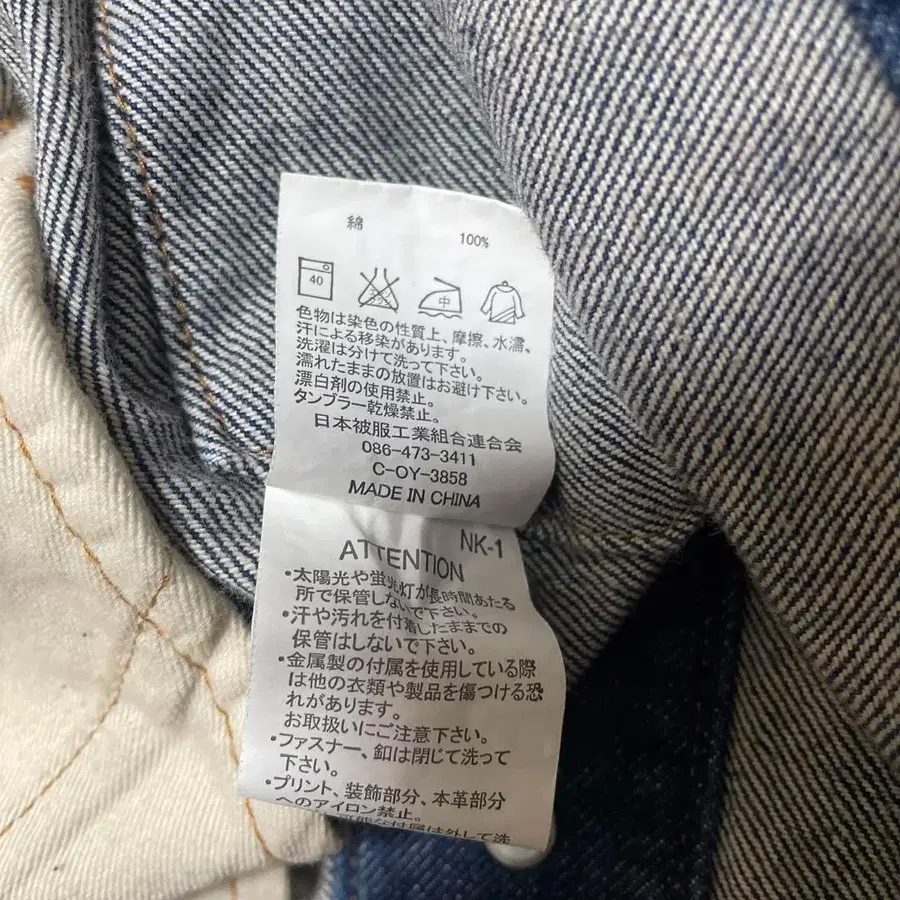 綿 100%
40 中
色物は染色の性質上、摩擦、水濡、
汗による移染があります。
洗濯は分けて洗って下さい。
濡れたままの放置はお避け下さい。
漂白剤の使用禁止。
タンブラー乾燥禁止。
日本被服工業組合連合会
086-473-3411
C-OY-3858
MADE IN CHINA
NK-1
ATTENTION
・太陽光や蛍光灯が長時間あたる
所で保管しないで下さい。
・汗や汚れを付着したままでの
保管はしないで下さい。
・金属製の付属を使用している際
は他の衣類や製品を傷つける恐
れがあります。
お取扱いにご注意下さい。
・ファスナー、釦は閉じて洗って
下さい。
・プリント、装飾部分、本革部分
へのアイロン禁止。
可能な付属は外して洗